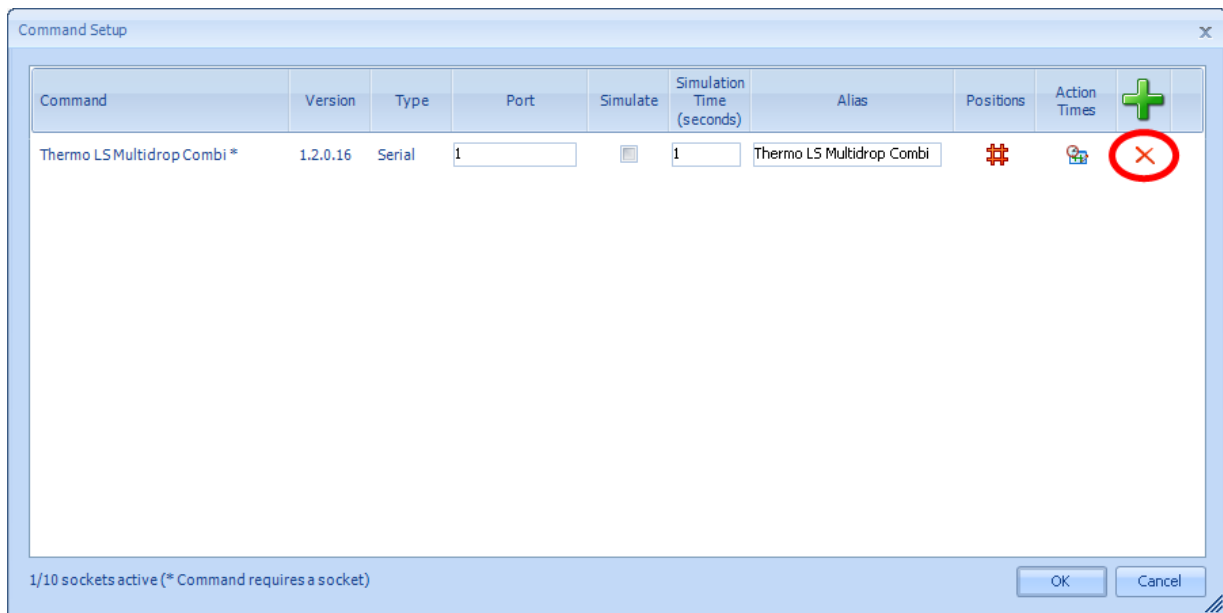 Command Setup
Command Version Type Port Simulate Simulation Time (seconds) Alias Positions Action Times
Thermo LS Multidrop Combi * 1.2.0.16 Serial 1 1 Thermo LS Multidrop Combi
1/10 sockets active (* Command requires a socket)
OK Cancel